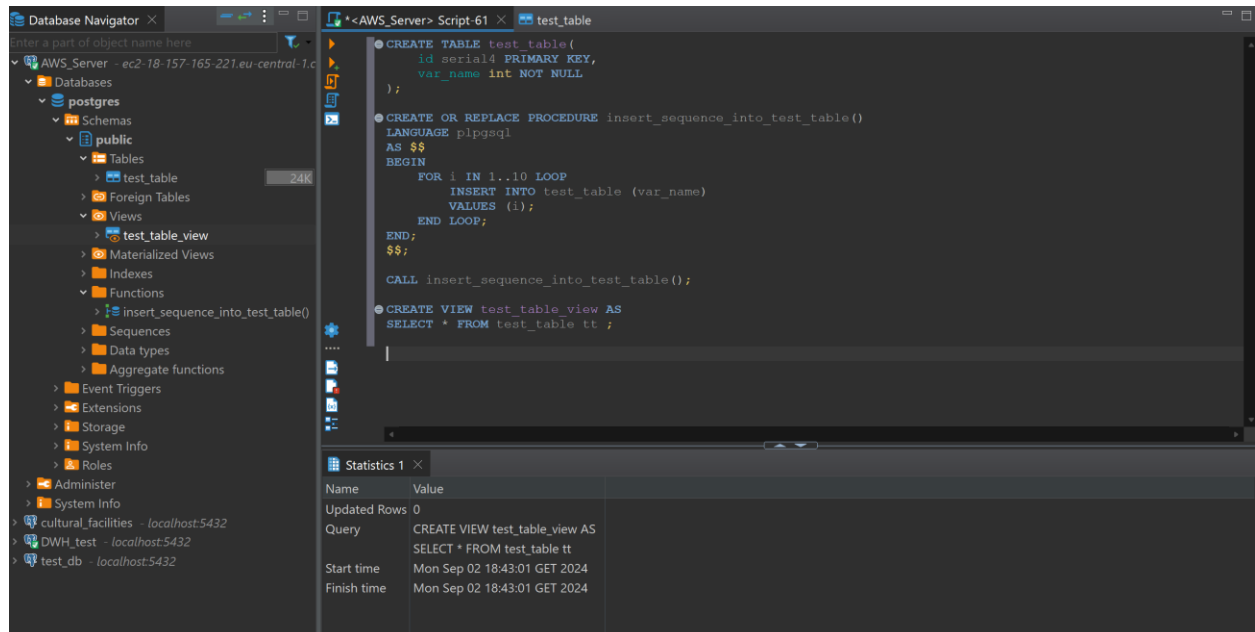 Database Navigator
*<AWS_Server> Script-61
test_table
Enter a part of object name here
AWS_Server - ec2-18-157-165-221.eu-central-1.c
Databases
postgres
Schemas
public
Tables
test_table 24K
Foreign Tables
Views
test_table_view
Materialized Views
Indexes
Functions
insert_sequence_into_test_table()
Sequences
Data types
Aggregate functions
Event Triggers
Extensions
Storage
System Info
Roles
Administer
System Info
cultural_facilities - localhost:5432
DWH_test - localhost:5432
test_db - localhost:5432
CREATE TABLE test_table(
id serial4 PRIMARY KEY,
var_name int NOT NULL
);
CREATE OR REPLACE PROCEDURE insert_sequence_into_test_table()
LANGUAGE plpgsql
AS $$
BEGIN
FOR i IN 1..10 LOOP
INSERT INTO test_table (var_name)
VALUES (i);
END LOOP;
END;
$$;
CALL insert_sequence_into_test_table();
CREATE VIEW test_table_view AS
SELECT * FROM test_table tt ;
Statistics 1
Name Value
Updated Rows 0
Query CREATE VIEW test_table_view AS
SELECT * FROM test_table tt
Start time Mon Sep 02 18:43:01 GET 2024
Finish time Mon Sep 02 18:43:01 GET 2024